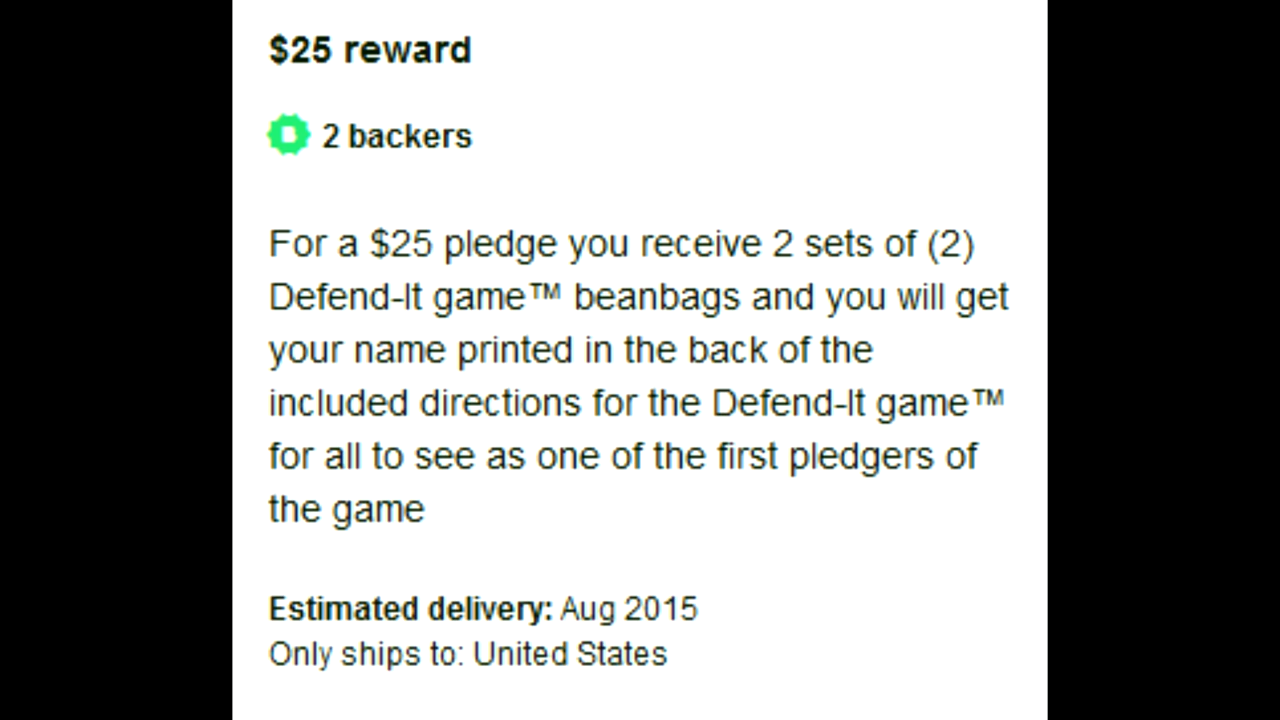 $25 reward
2 backers
For a $25 pledge you receive 2 sets of (2)
Defend-It game™ beanbags and you will get
your name printed in the back of the
included directions for the Defend-It game™
for all to see as one of the first pledgers of
the game
Estimated delivery: Aug 2015
Only ships to: United States